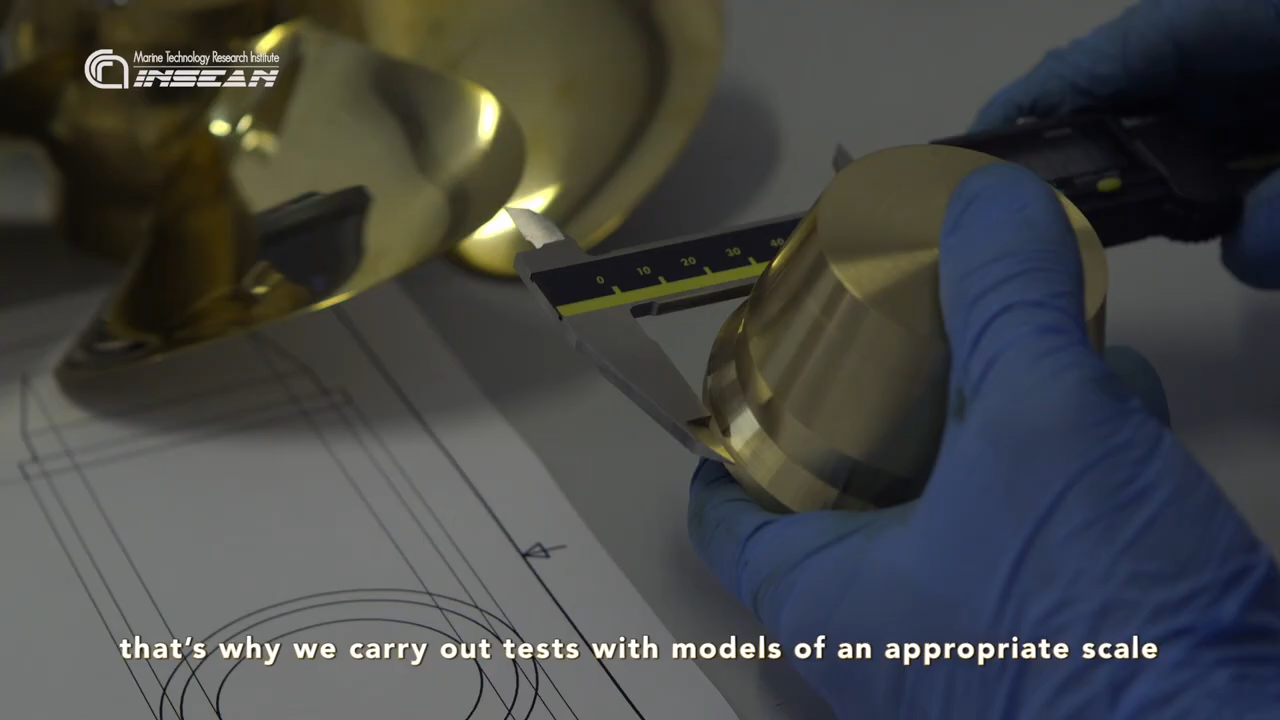 Marine Technology Research Institute
INSEAN
0 10 20 30 40
that's why we carry out tests with models of an appropriate scale